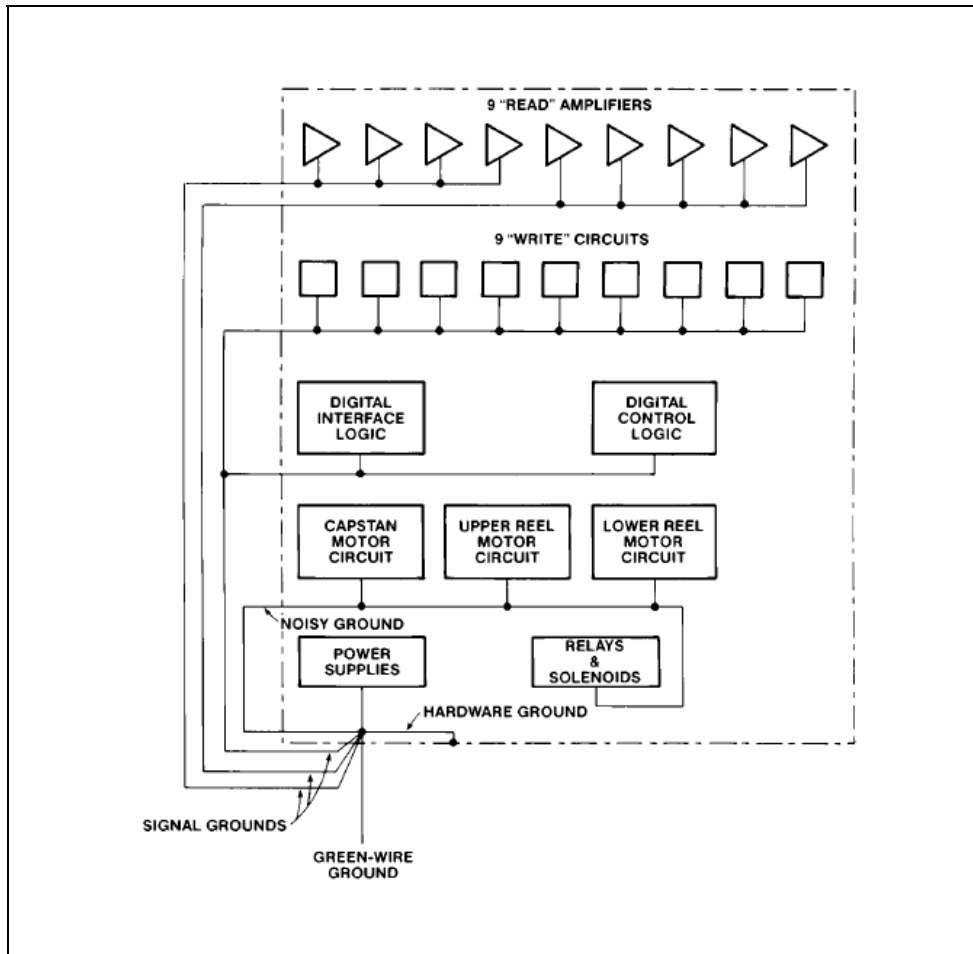 9 "READ" AMPLIFIERS
9 "WRITE" CIRCUITS
DIGITAL
INTERFACE
LOGIC
DIGITAL
CONTROL
LOGIC
CAPSTAN
MOTOR
CIRCUIT
UPPER REEL
MOTOR
CIRCUIT
LOWER REEL
MOTOR
CIRCUIT
NOISY GROUND
POWER
SUPPLIES
RELAYS
&
SOLENOIDS
HARDWARE GROUND
SIGNAL GROUNDS
GREEN-WIRE
GROUND